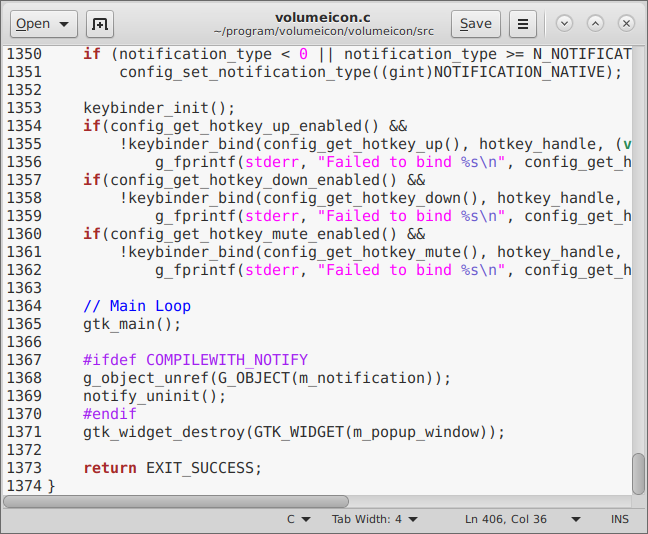 Open
volumeicon.c
~/program/volumeicon/volumeicon/src
Save
1350     if (notification_type < 0 || notification_type >= N_NOTIFICAT
1351         config_set_notification_type((gint)NOTIFICATION_NATIVE);
1352
1353     keybinder_init();
1354     if(config_get_hotkey_up_enabled() &&
1355         !keybinder_bind(config_get_hotkey_up(), hotkey_handle, (v
1356             g_fprintf(stderr, "Failed to bind %s\n", config_get_h
1357     if(config_get_hotkey_down_enabled() &&
1358         !keybinder_bind(config_get_hotkey_down(), hotkey_handle,
1359             g_fprintf(stderr, "Failed to bind %s\n", config_get_h
1360     if(config_get_hotkey_mute_enabled() &&
1361         !keybinder_bind(config_get_hotkey_mute(), hotkey_handle,
1362             g_fprintf(stderr, "Failed to bind %s\n", config_get_h
1363
1364     // Main Loop
1365     gtk_main();
1366
1367     #ifdef COMPILEWITH_NOTIFY
1368     g_object_unref(G_OBJECT(m_notification));
1369     notify_uninit();
1370     #endif
1371     gtk_widget_destroy(GTK_WIDGET(m_popup_window));
1372
1373     return EXIT_SUCCESS;
1374 }
C Tab Width: 4 Ln 406, Col 36 INS